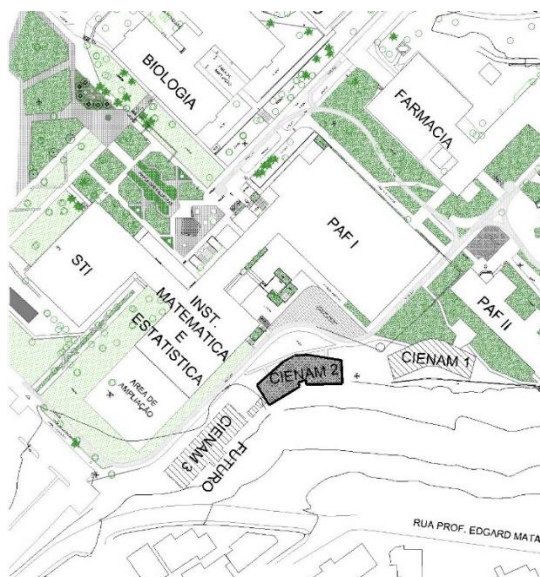 BIOLOGIA
FARMACIA
PAF I
STI
INST.
MATEMATICA
E
ESTATISTICA
PAF II
AREA DE
AMPLIAÇÃO
CIENAM 1
CIENAM 2
FUTURO
CIENAM 3
RUA PROF. EDGARD MATA